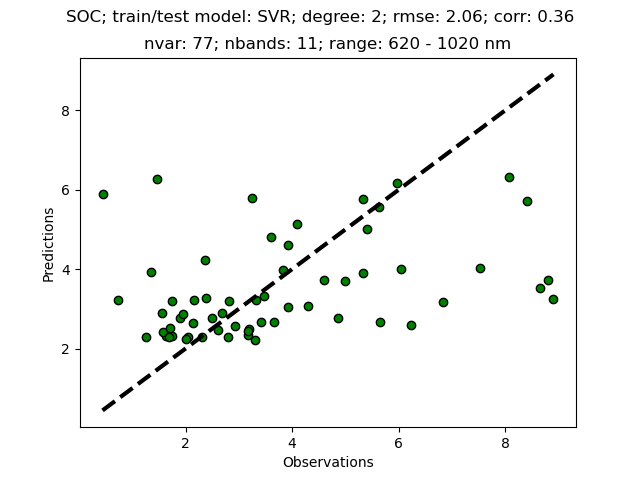 SOC; train/test model: SVR; degree: 2; rmse: 2.06; corr: 0.36
nvar: 77; nbands: 11; range: 620 - 1020 nm
8
6
4
2
Predictions
2 4 6 8
Observations